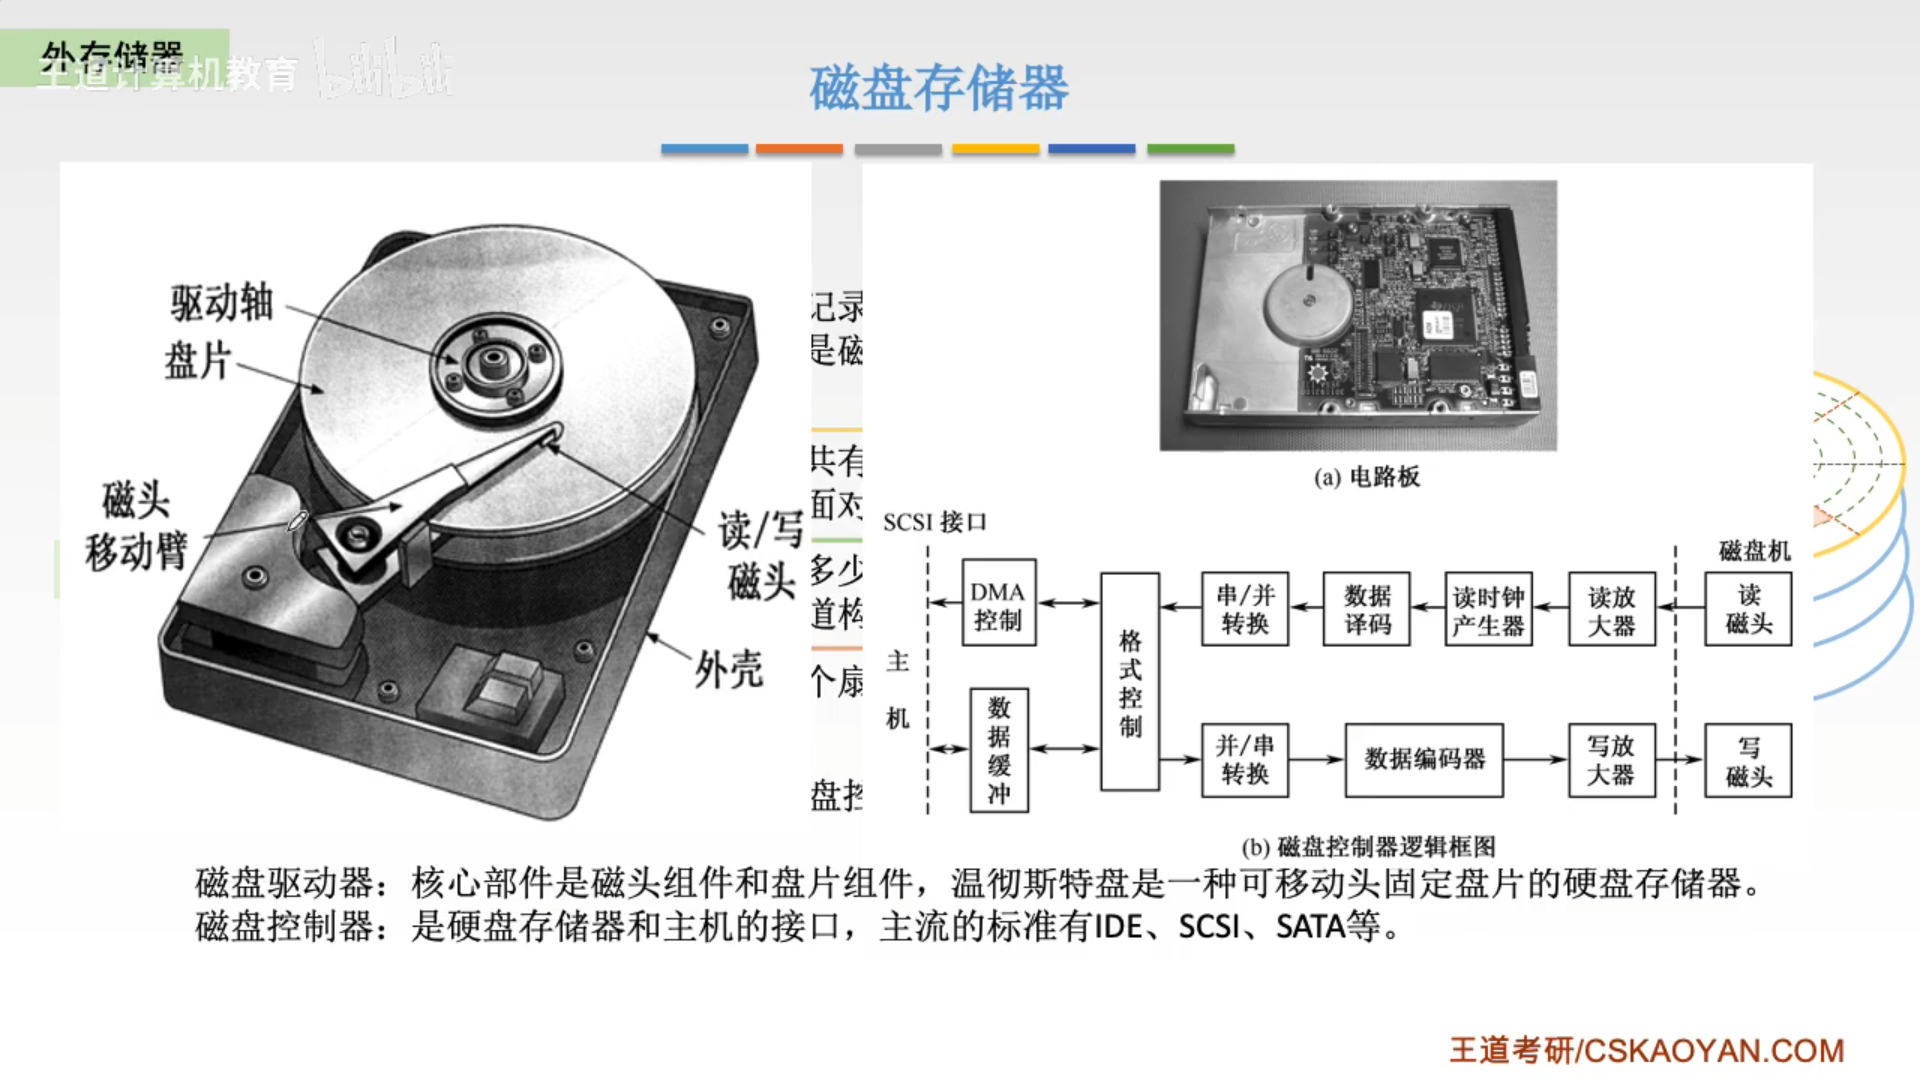 外存储器
王道计算机教育 bilibili
磁盘存储器
驱动轴
盘片
磁头
移动臂
读/写
磁头
外壳
记录
是磁
共有
面对
多少
道构
个扇
盘控
(a) 电路板
SCSI 接口
磁盘机
主
机
DMA
控制
数
据
缓
冲
格
式
控
制
串/并
转换
数据
译码
读时钟
产生器
读放
大器
读
磁头
并/串
转换
数据编码器
写放
大器
写
磁头
(b) 磁盘控制器逻辑框图
磁盘驱动器：核心部件是磁头组件和盘片组件，温彻斯特盘是一种可移动头固定盘片的硬盘存储器。
磁盘控制器：是硬盘存储器和主机的接口，主流的标准有IDE、SCSI、SATA等。
王道考研/CSKAOYAN.COM